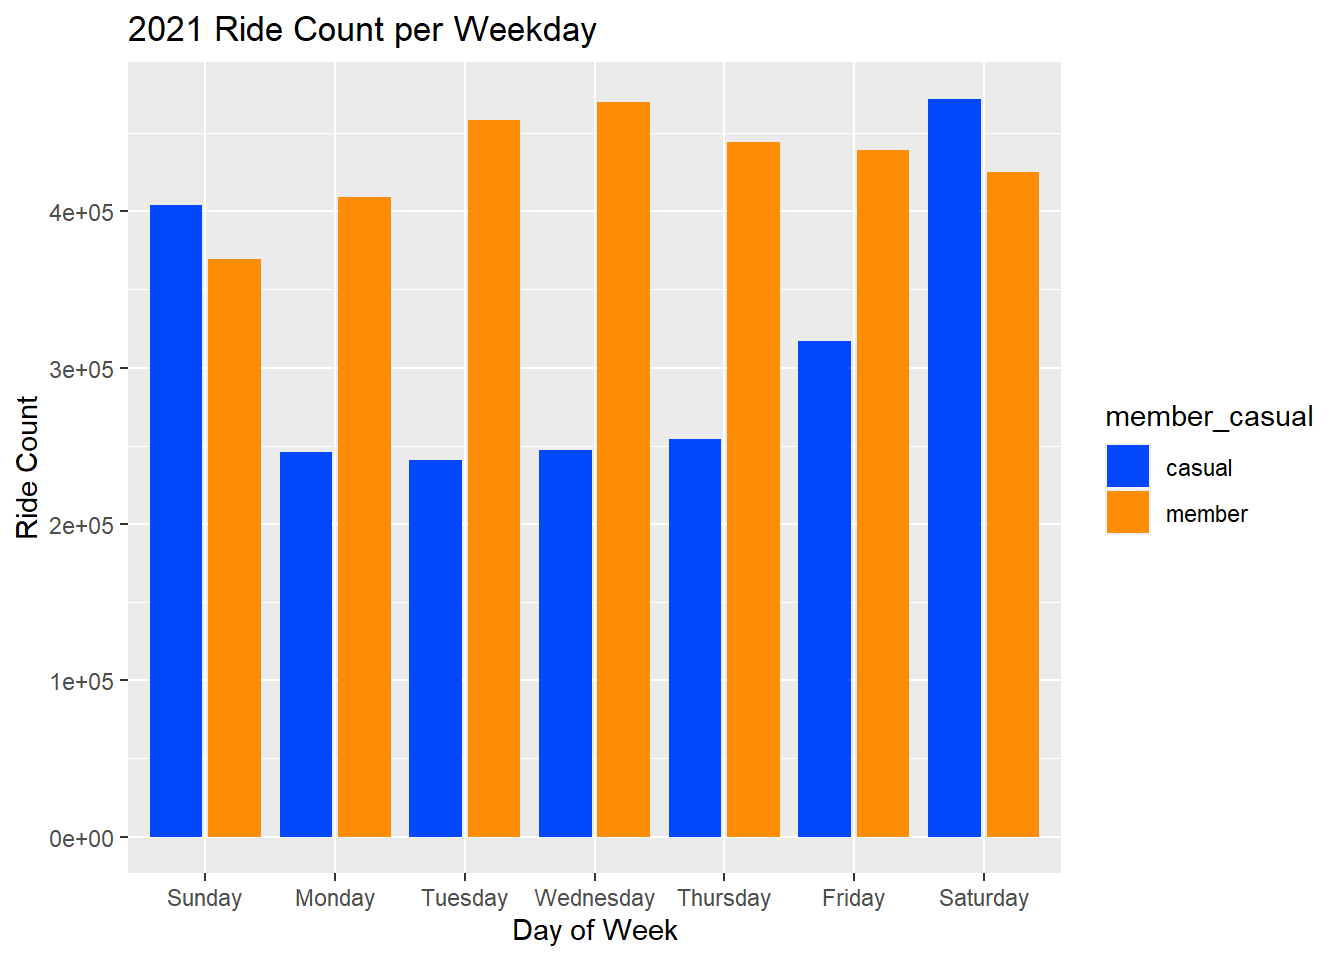 2021 Ride Count per Weekday
Ride Count
4e+05
3e+05
2e+05
1e+05
0e+00
Sunday Monday Tuesday Wednesday Thursday Friday Saturday
Day of Week
member_casual
casual
member